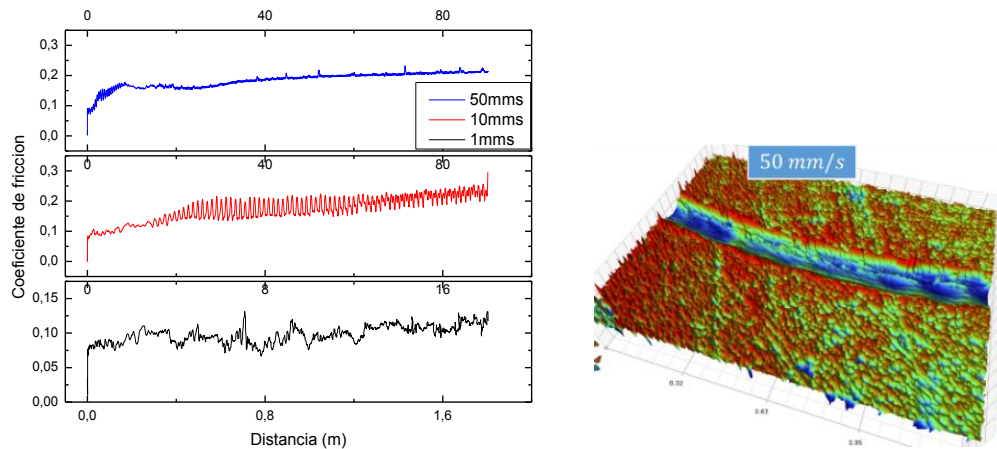 0 40 80
0,3
0,2
0,1
0,0
50mms
10mms
1mms
0 40 80
0,3
0,2
0,1
0,0
0 8 16
0,15
0,10
0,05
0,00
0,0 0,8 1,6
Coeficiente de friccion
Distancia (m)
50 mm/s
0.32
0.63
0.95